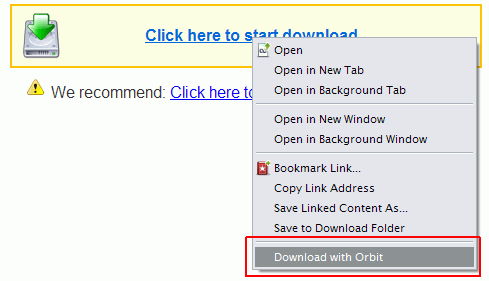 Click here to start download
We recommend: Click here to
Open
Open in New Tab
Open in Background Tab
Open in New Window
Open in Background Window
Bookmark Link...
Copy Link Address
Save Linked Content As...
Save to Download Folder
Download with Orbit